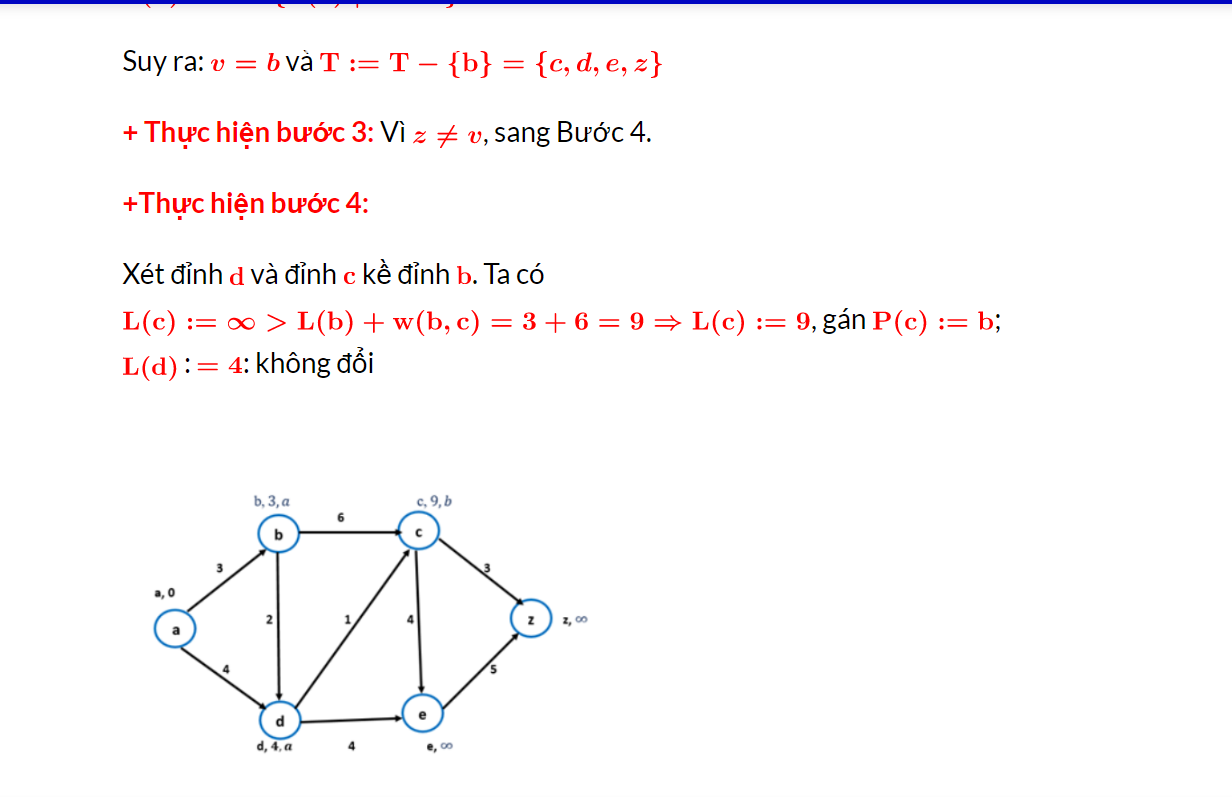 Suy ra: v = b và T := T − {b} = {c, d, e, z}
+ Thực hiện bước 3: Vì z ≠ v, sang Bước 4.
+Thực hiện bước 4:
Xét đỉnh d và đỉnh c kề đỉnh b. Ta có
L(c) := ∞ > L(b) + w(b, c) = 3 + 6 = 9 ⇒ L(c) := 9, gán P(c) := b;
L(d) := 4: không đổi
b, 3, a
c, 9, b
6
b
c
3
3
a, 0
2
1
4
z
z, ∞
a
4
5
d
e
d, 4, a
4
e, ∞